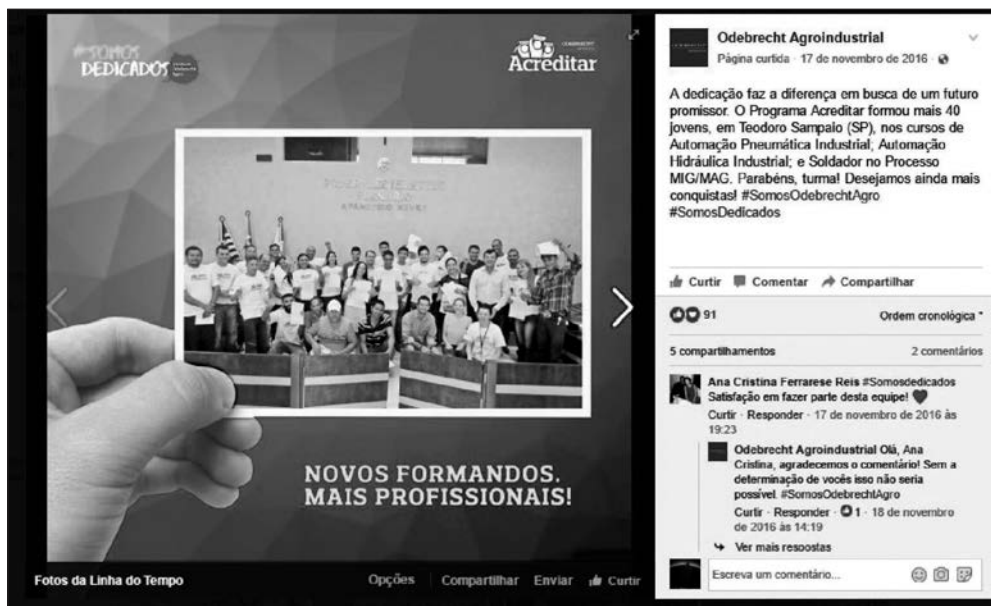 #SOMOS
DEDICADOS
Acreditar
NOVOS FORMANDOS.
MAIS PROFISSIONAIS!
Fotos da Linha do Tempo
Opções Compartilhar Enviar Curtir
Odebrecht Agroindustrial
Página curtida · 17 de novembro de 2016 ·
A dedicação faz a diferença em busca de um futuro
promissor. O Programa Acreditar formou mais 40
jovens, em Teodoro Sampaio (SP), nos cursos de
Automação Pneumática Industrial; Automação
Hidráulica Industrial; e Soldador no Processo
MIG/MAG. Parabéns, turma! Desejamos ainda mais
conquistas! #SomosOdebrechtAgro
#SomosDedicados
Curtir Comentar Compartilhar
91 Ordem cronológica
5 compartilhamentos 2 comentários
Ana Cristina Ferrarese Reis #Somosdedicados
Satisfação em fazer parte desta equipe!
Curtir · Responder · 17 de novembro de 2016 às
19:23
Odebrecht Agroindustrial Olá, Ana
Cristina, agradecemos o comentário! Sem a
determinação de vocês isso não seria
possível. #SomosOdebrechtAgro
Curtir · Responder · 1 · 18 de novembro
de 2016 às 14:19
Ver mais respostas
Escreva um comentário...